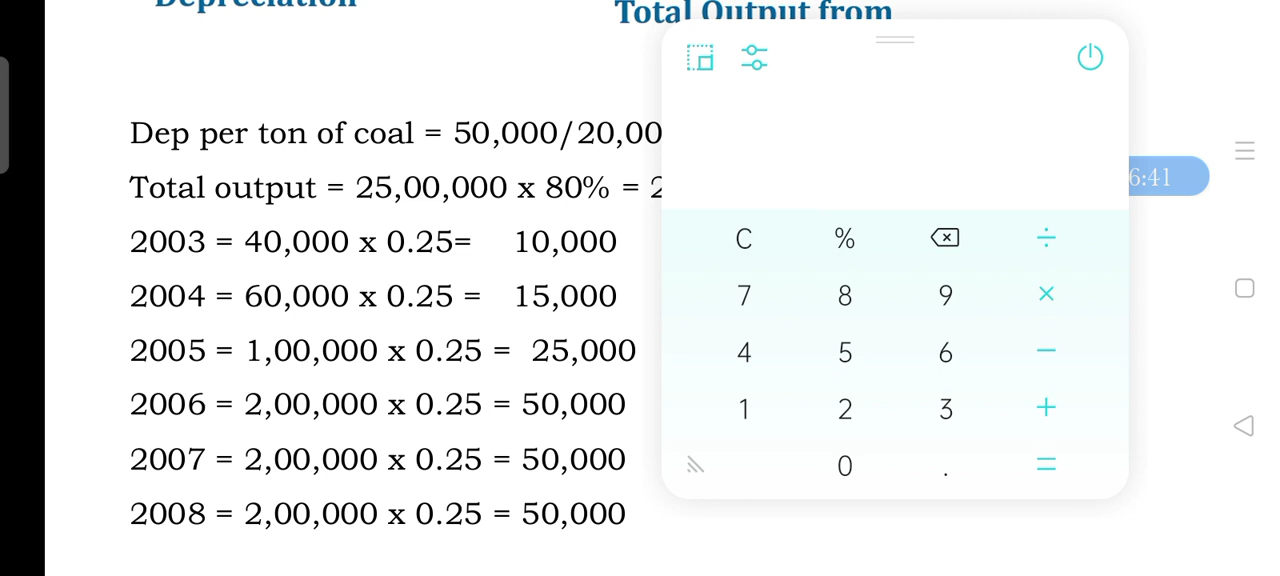 Depreciation
Total Output from
Dep per ton of coal = 50,000/20,00
Total output = 25,00,000 x 80% = 2
2003 = 40,000 x 0.25= 10,000
2004 = 60,000 x 0.25 = 15,000
2005 = 1,00,000 x 0.25 = 25,000
2006 = 2,00,000 x 0.25 = 50,000
2007 = 2,00,000 x 0.25 = 50,000
2008 = 2,00,000 x 0.25 = 50,000
6:41
C % ÷
7 8 9 ×
4 5 6 −
1 2 3 +
0 . =